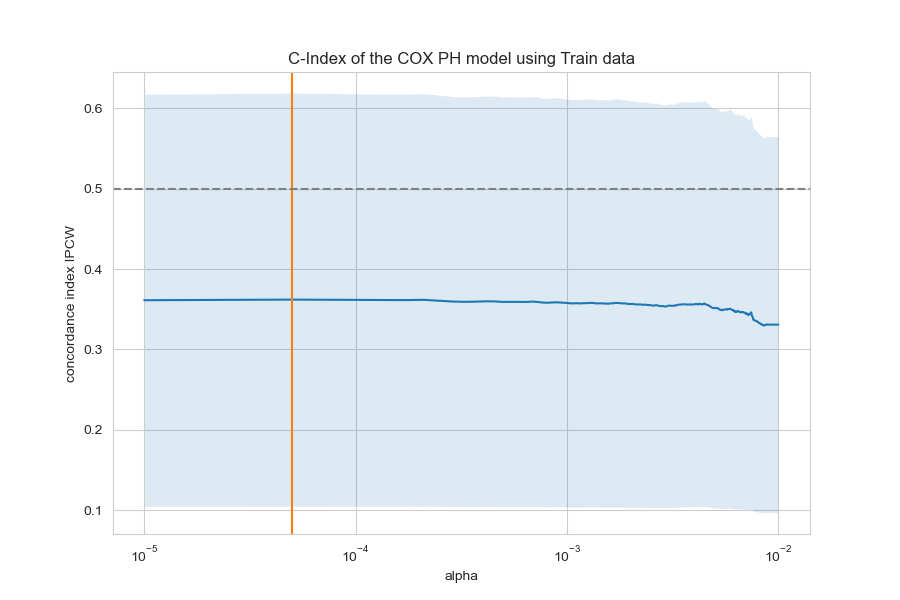 C-Index of the COX PH model using Train data
concordance index IPCW
0.6
0.5
0.4
0.3
0.2
0.1
10⁻⁵ 10⁻⁴ 10⁻³ 10⁻²
alpha